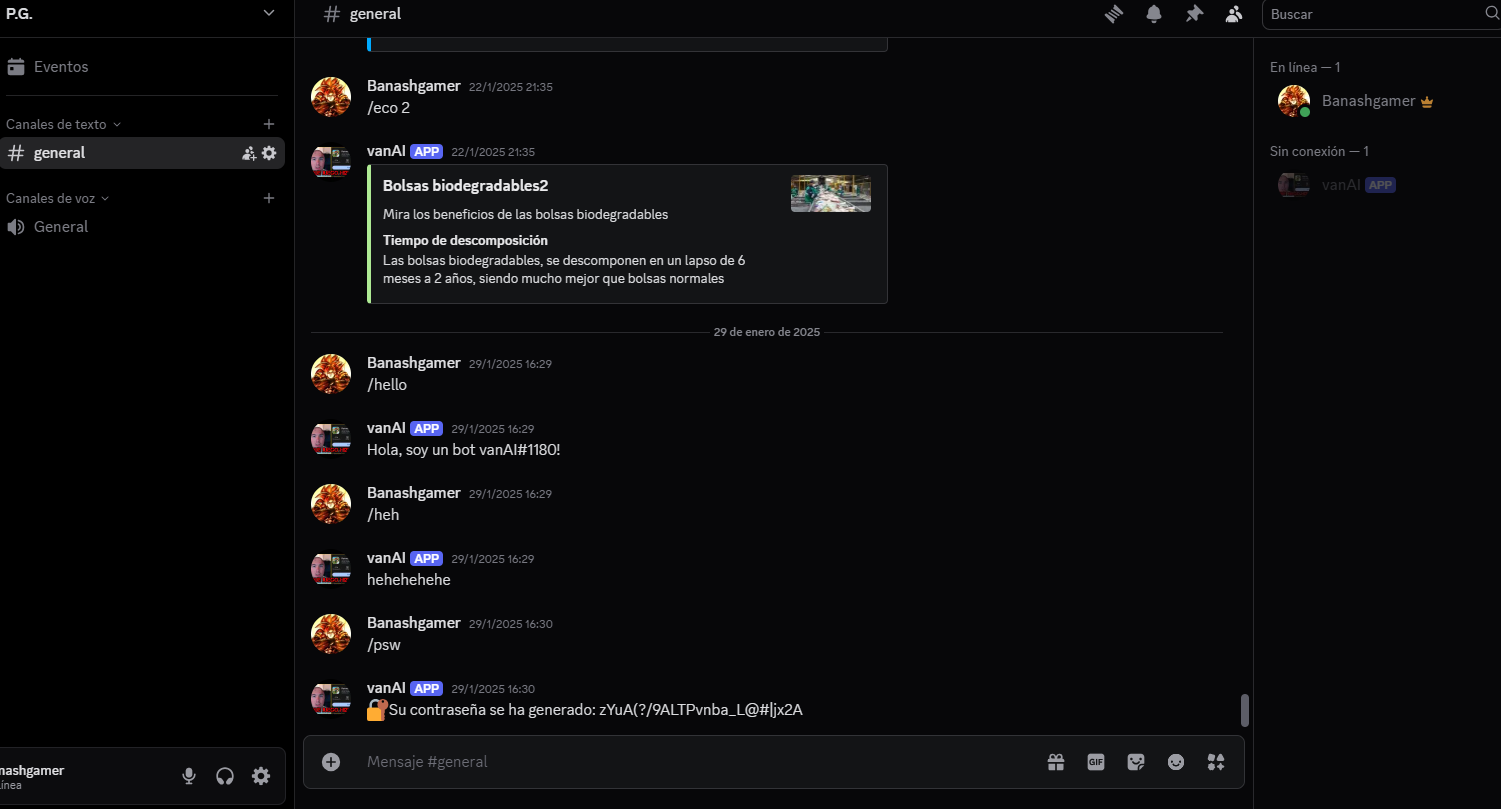 P.G.
Eventos
Canales de texto
general
Canales de voz
General
nashgamer
ínea
general
Buscar
Banashgamer 22/1/2025 21:35
/eco 2
vanAI APP 22/1/2025 21:35
Bolsas biodegradables2
Mira los beneficios de las bolsas biodegradables
Tiempo de descomposición
Las bolsas biodegradables, se descomponen en un lapso de 6
meses a 2 años, siendo mucho mejor que bolsas normales
29 de enero de 2025
Banashgamer 29/1/2025 16:29
/hello
vanAI APP 29/1/2025 16:29
Hola, soy un bot vanAI#1180!
Banashgamer 29/1/2025 16:29
/heh
vanAI APP 29/1/2025 16:29
hehehehehe
Banashgamer 29/1/2025 16:30
/psw
vanAI APP 29/1/2025 16:30
🔐Su contraseña se ha generado: zYuA(?/9ALTPvnba_L@#|jx2A
Mensaje #general
GIF
En línea — 1
Banashgamer
Sin conexión — 1
vanAI APP